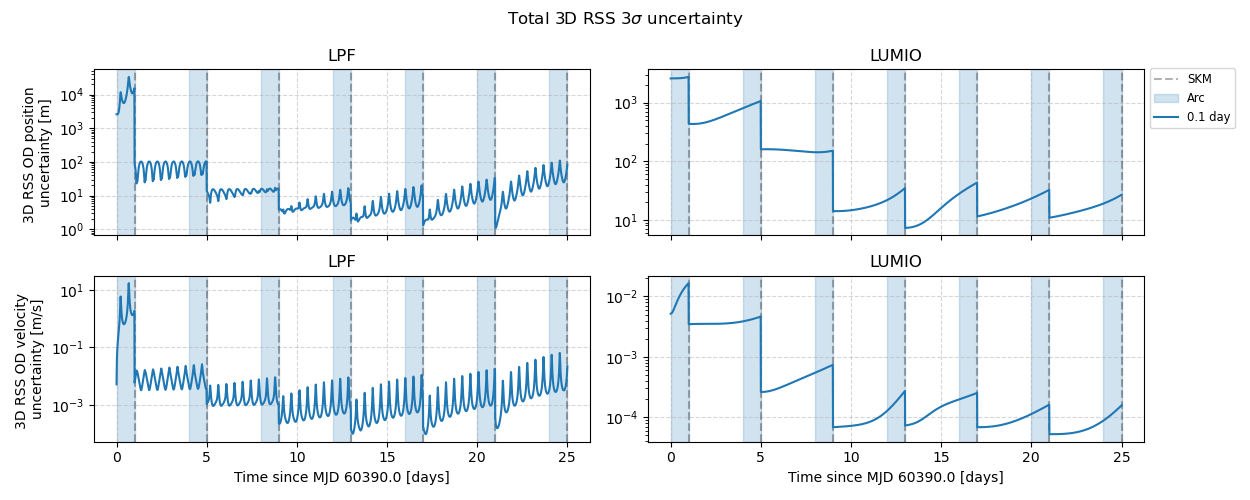 Total 3D RSS 3σ uncertainty
LPF
LUMIO
3D RSS OD position
uncertainty [m]
10⁴
10³
10²
10¹
10⁰
10³
10²
10¹
SKM
Arc
0.1 day
LPF
LUMIO
3D RSS OD velocity
uncertainty [m/s]
10¹
10⁻¹
10⁻³
10⁻²
10⁻³
10⁻⁴
0 5 10 15 20 25
0 5 10 15 20 25
Time since MJD 60390.0 [days]
Time since MJD 60390.0 [days]